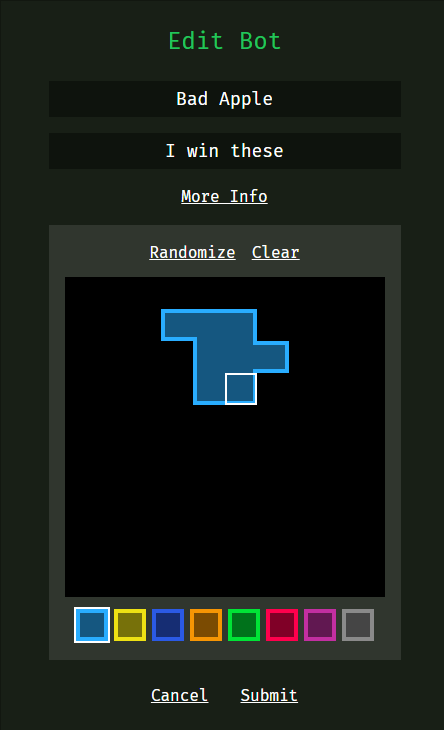 Edit Bot
Bad Apple
I win these
More Info
Randomize Clear
Cancel Submit